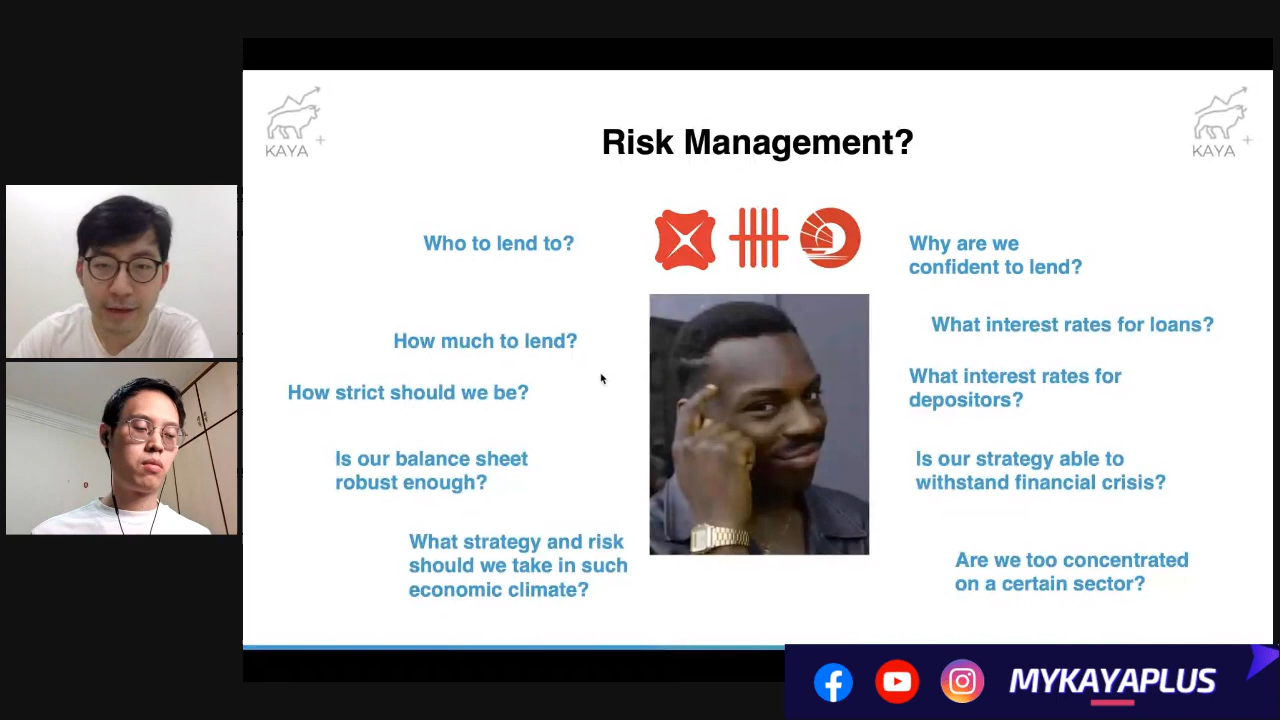 KAYA +
KAYA +
Risk Management?
Who to lend to?
How much to lend?
How strict should we be?
Is our balance sheet
robust enough?
What strategy and risk
should we take in such
economic climate?
Why are we
confident to lend?
What interest rates for loans?
What interest rates for
depositors?
Is our strategy able to
withstand financial crisis?
Are we too concentrated
on a certain sector?
MYKAYAPLUS